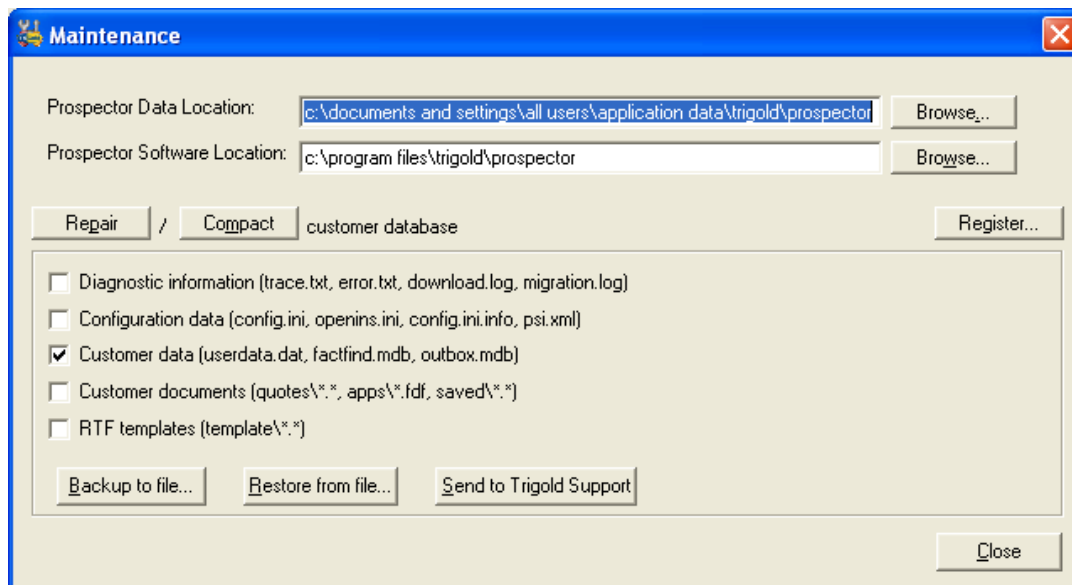 Maintenance
Prospector Data Location: c:\documents and settings\all users\application data\trigold\prospector Browse...
Prospector Software Location: c:\program files\trigold\prospector Browse...
Repair / Compact customer database Register...
Diagnostic information (trace.txt, error.txt, download.log, migration.log)
Configuration data (config.ini, openins.ini, config.ini.info, psi.xml)
Customer data (userdata.dat, factfind.mdb, outbox.mdb)
Customer documents (quotes\*.*, apps\*.fdf, saved\*.*)
RTF templates (template\*.*)
Backup to file... Restore from file... Send to Trigold Support
Close